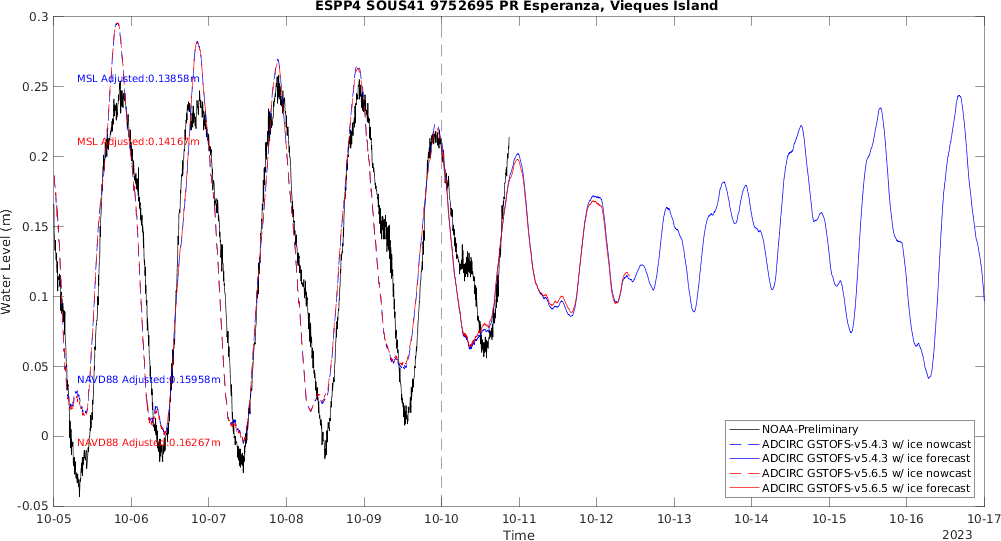 ESPP4 SOUS41 9752695 PR Esperanza, Vieques Island
0.3
0.25
0.2
0.15
0.1
0.05
0
-0.05
Water Level (m)
MSL Adjusted:0.13858m
MSL Adjusted:0.14167m
NAVD88 Adjusted:0.15958m
NAVD88 Adjusted:0.16267m
NOAA-Preliminary
ADCIRC GSTOFS-v5.4.3 w/ ice nowcast
ADCIRC GSTOFS-v5.4.3 w/ ice forecast
ADCIRC GSTOFS-v5.6.5 w/ ice nowcast
ADCIRC GSTOFS-v5.6.5 w/ ice forecast
10-05 10-06 10-07 10-08 10-09 10-10 10-11 10-12 10-13 10-14 10-15 10-16 10-17
Time
2023